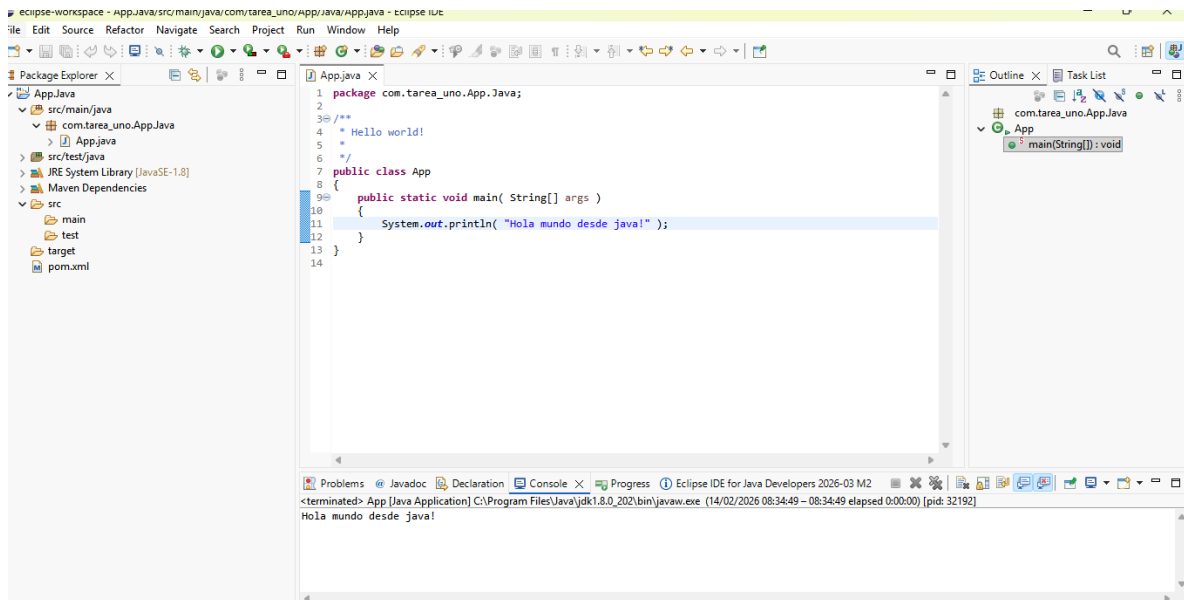 eclipse-workspace - App.Java/src/main/java/com/tarea_uno/App/Java/App.java - Eclipse IDE
File Edit Source Refactor Navigate Search Project Run Window Help
Package Explorer
App.Java
src/main/java
com.tarea_uno.App.Java
App.java
src/test/java
JRE System Library [JavaSE-1.8]
Maven Dependencies
src
main
test
target
pom.xml
App.java
1 package com.tarea_uno.App.Java;
2
3 /**
4 * Hello world!
5 *
6 */
7 public class App
8 {
9 public static void main( String[] args )
10 {
11 System.out.println( "Hola mundo desde java!" );
12 }
13 }
14
Outline Task List
com.tarea_uno.App.Java
App
main(String[]) : void
Problems Javadoc Declaration Console Progress Eclipse IDE for Java Developers 2026-03 M2
<terminated> App [Java Application] C:\Program Files\Java\jdk1.8.0_202\bin\javaw.exe (14/02/2026 08:34:49 – 08:34:49 elapsed 0:00:00) [pid: 32192]
Hola mundo desde java!